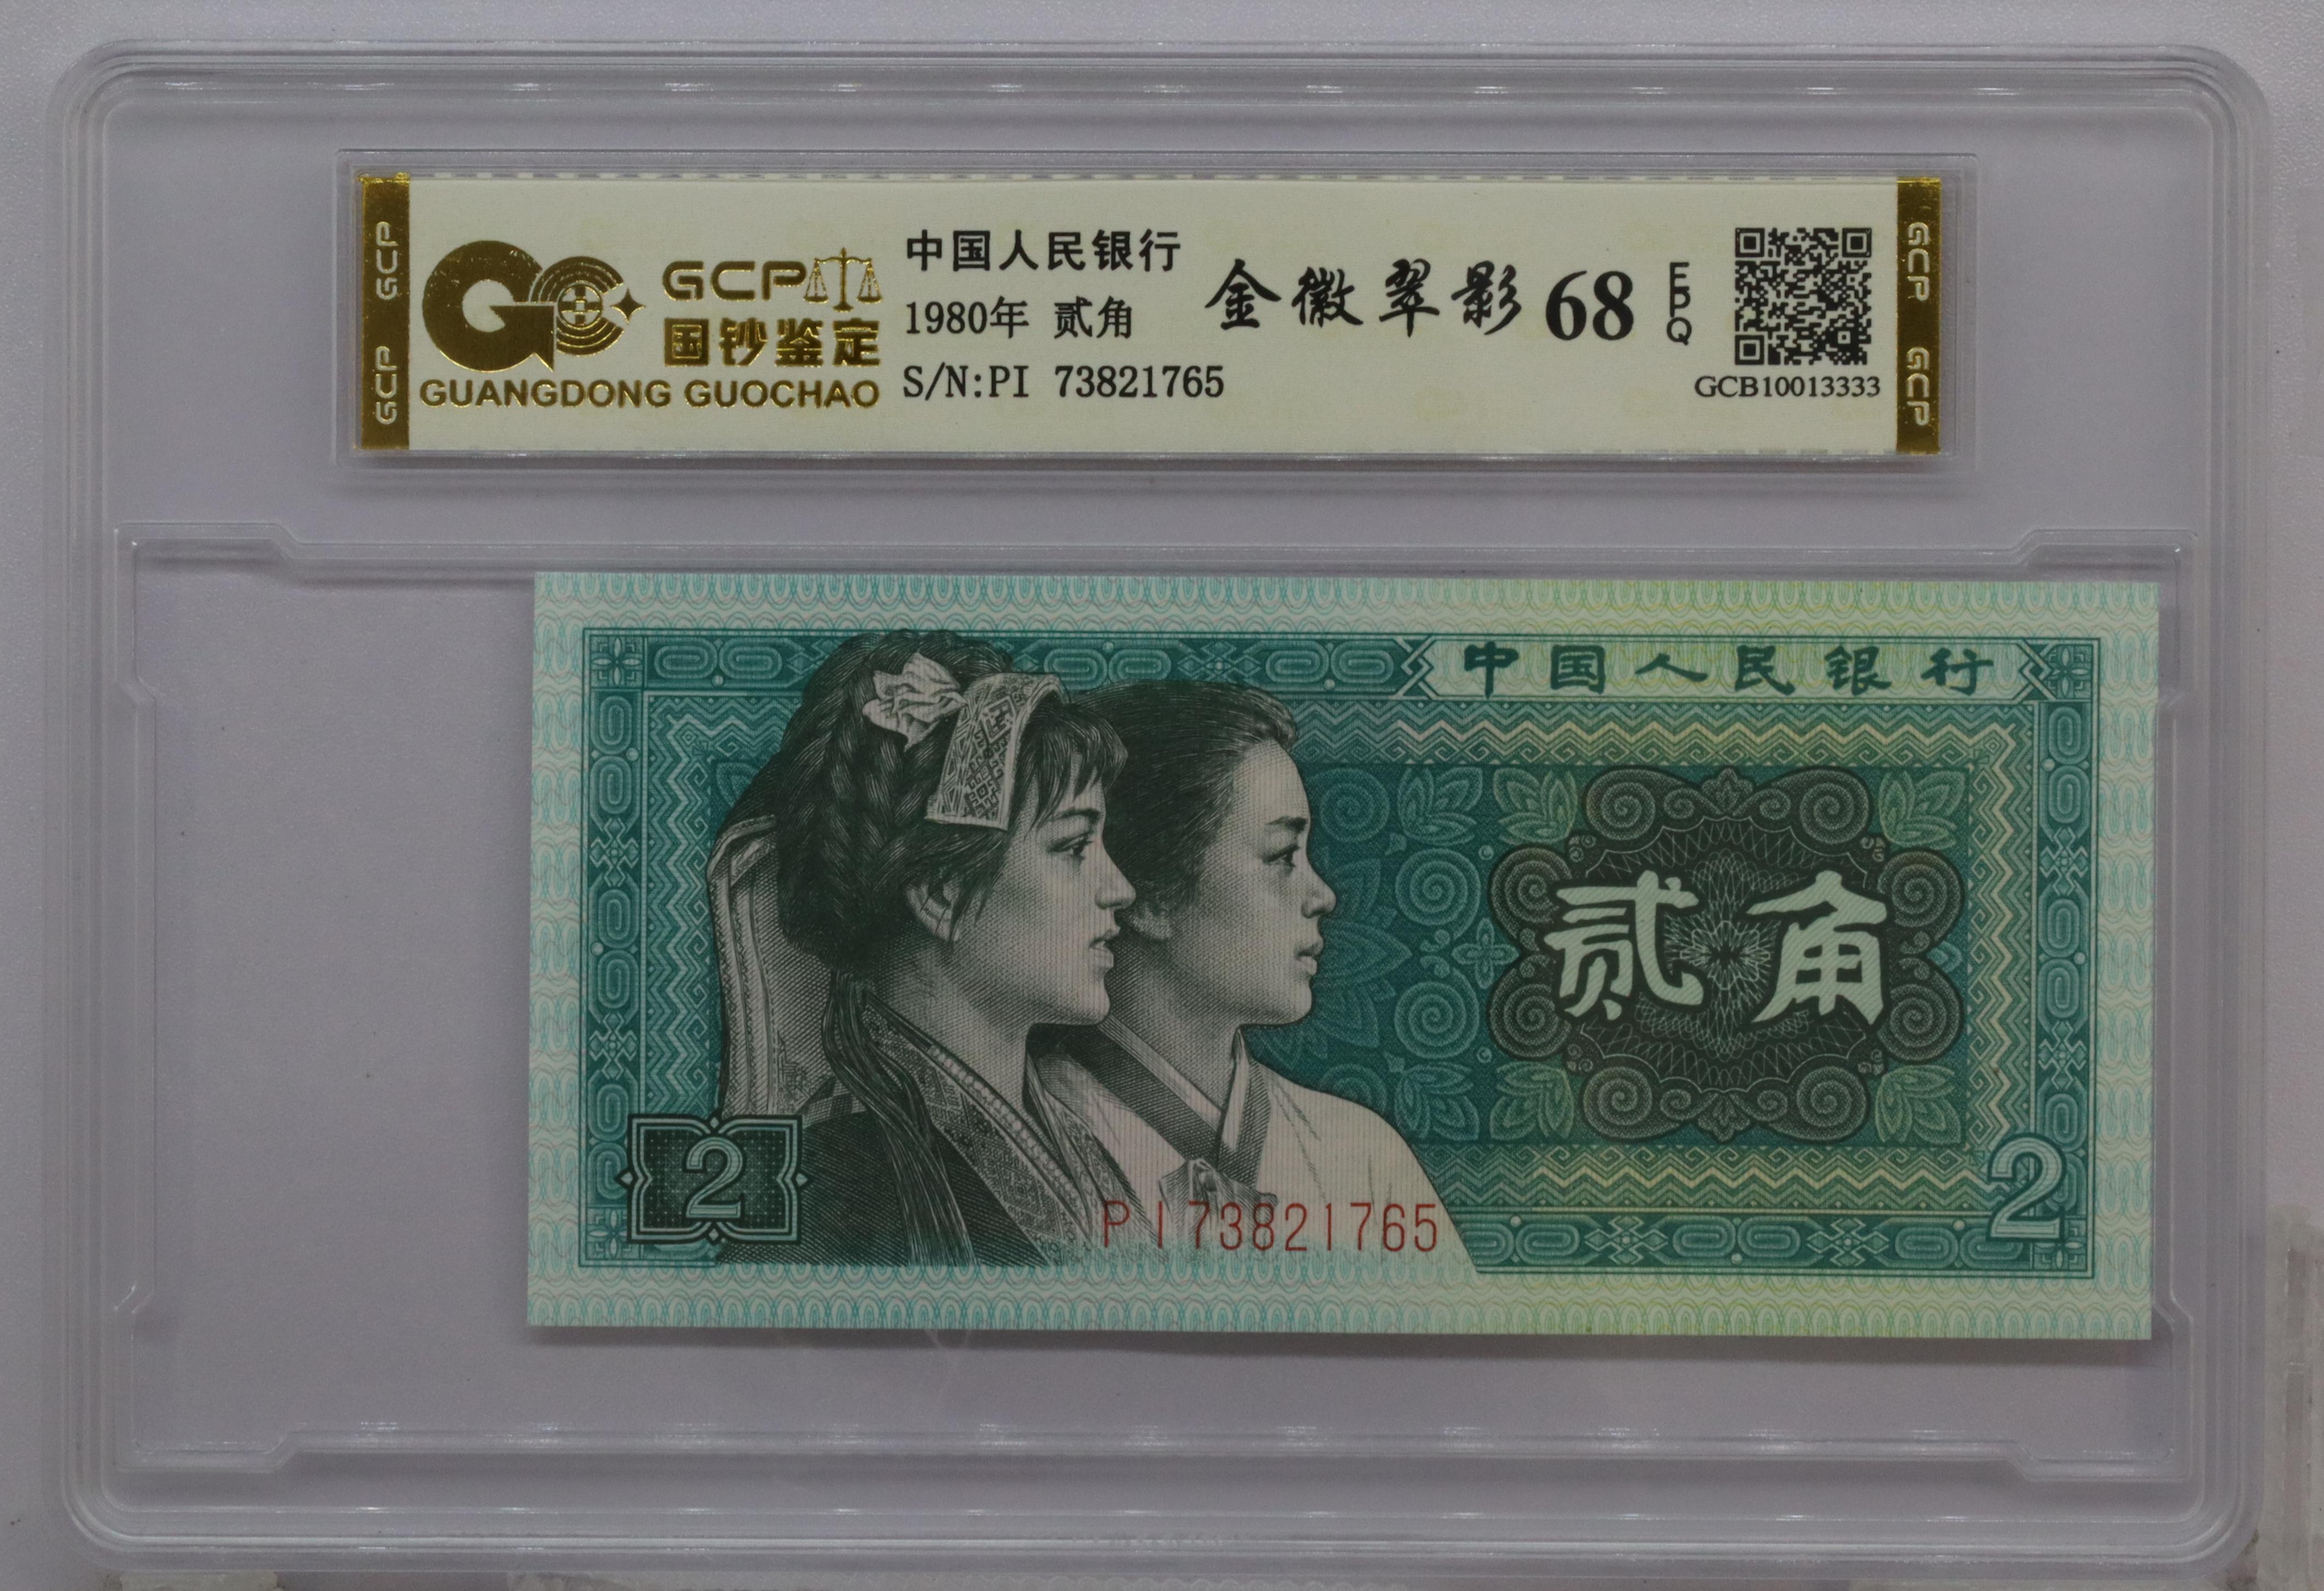 GCP GCP
GCP
国钞鉴定
GUANGDONG GUOCHAO
中国人民银行
1980年 贰角
S/N:PI 73821765
金徽翠影 68 EPQ
GCB10013333
GCP GCP
中国人民银行
贰角
2
PI73821765
2